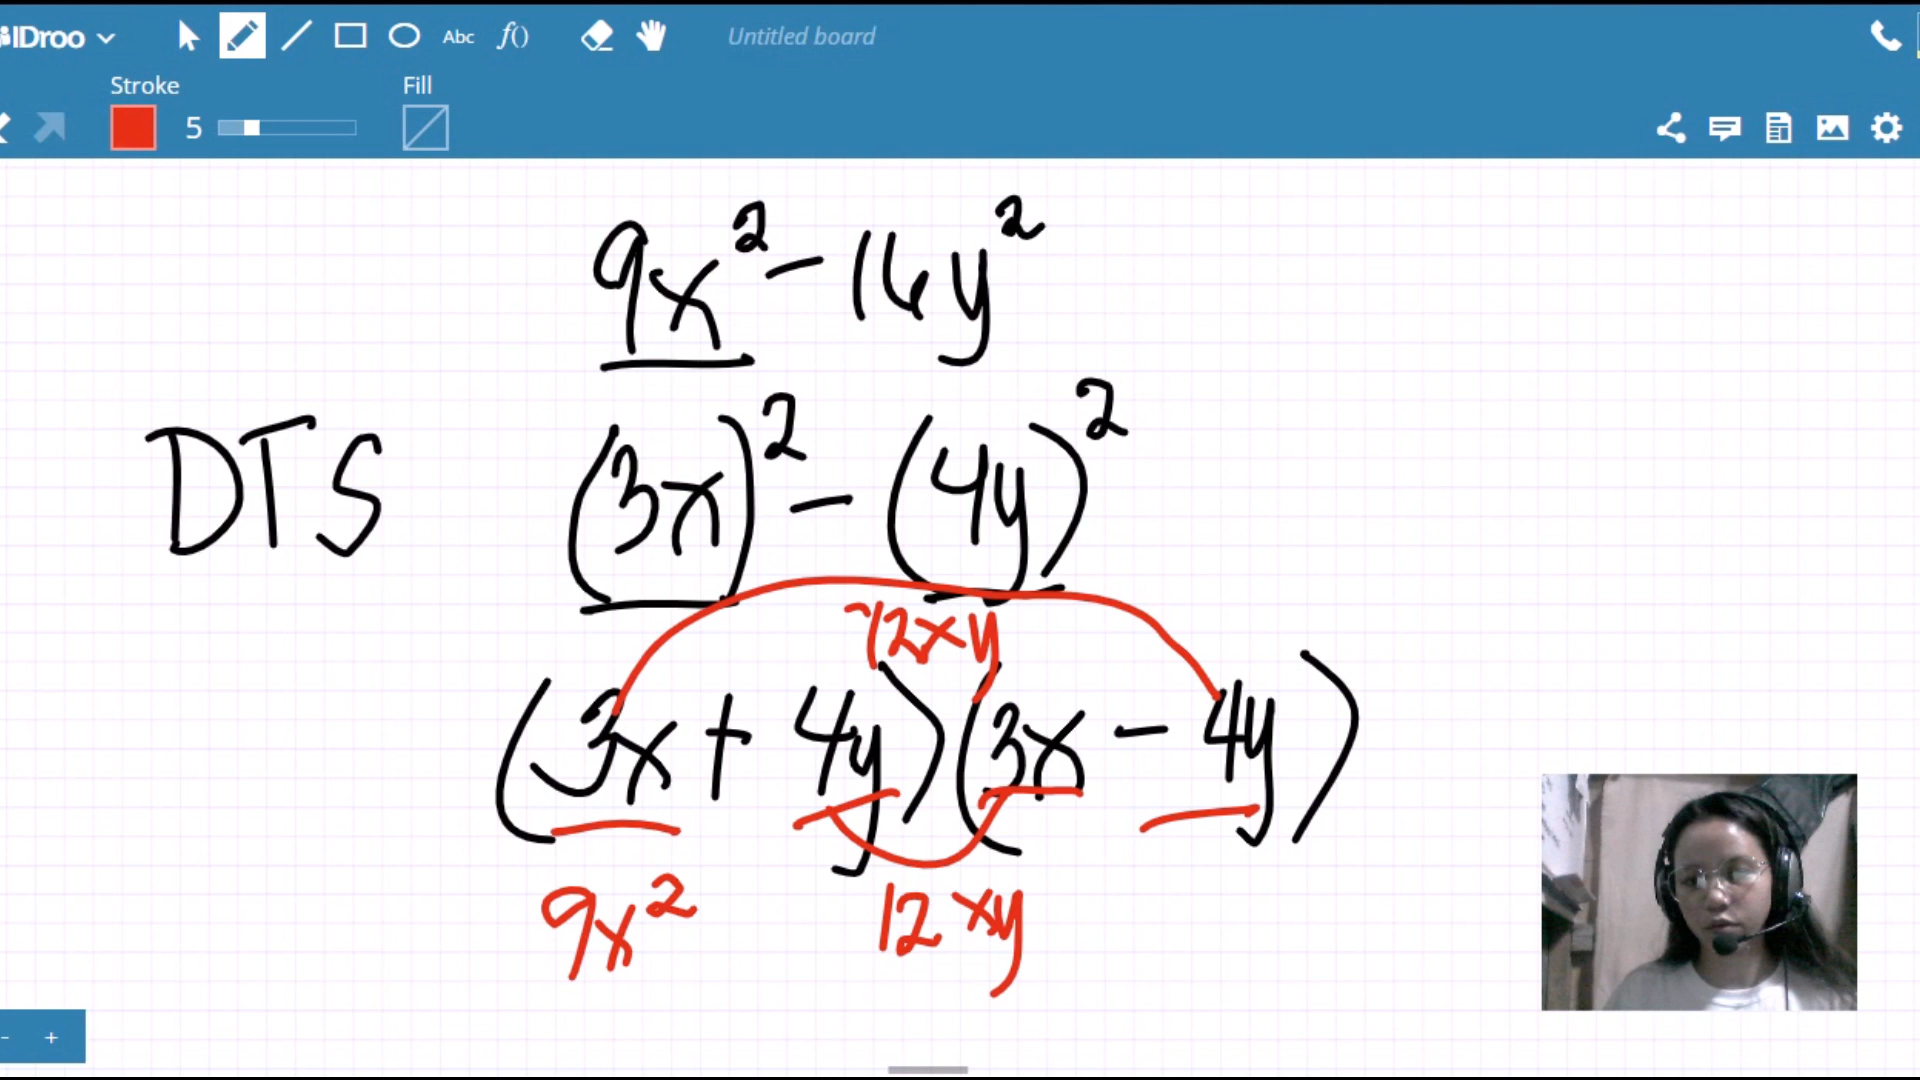 IDroo Abc f() Untitled board
Stroke Fill
5
9x² - 16y²
DTS (3x)² - (4y)²
-12xy
(3x + 4y)(3x - 4y)
9x² 12xy
- +